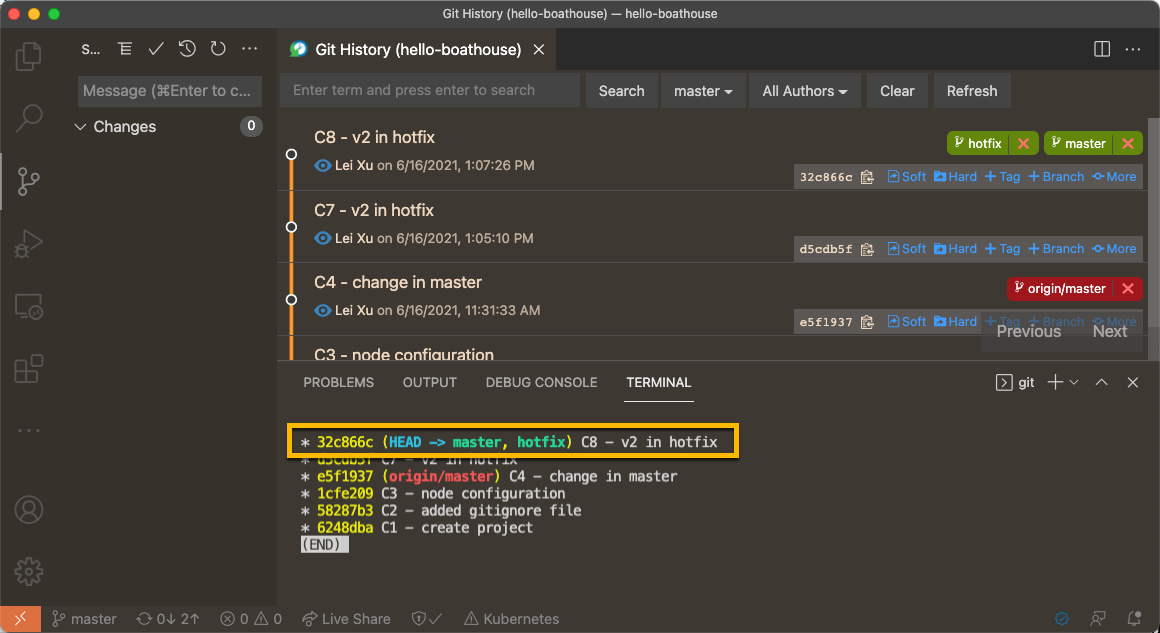 Git History (hello-boathouse) — hello-boathouse
S...
Git History (hello-boathouse)
Message (⌘Enter to c...
Changes 0
Enter term and press enter to search Search master All Authors Clear Refresh
C8 - v2 in hotfix
hotfix master
Lei Xu on 6/16/2021, 1:07:26 PM
32c866c Soft Hard +Tag +Branch More
C7 - v2 in hotfix
Lei Xu on 6/16/2021, 1:05:10 PM
d5cdb5f Soft Hard +Tag +Branch More
C4 - change in master
origin/master
Lei Xu on 6/16/2021, 11:31:33 AM
e5f1937 Soft Hard +Tag +Branch More
Previous Next
C3 - node configuration
PROBLEMS OUTPUT DEBUG CONSOLE TERMINAL git
* 32c866c (HEAD -> master, hotfix) C8 - v2 in hotfix
* d5cdb5f C7 - v2 in hotfix
* e5f1937 (origin/master) C4 - change in master
* 1cfe209 C3 - node configuration
* 58287b3 C2 - added gitignore file
* 6248dba C1 - create project
(END)
master 0↓ 2↑ 0 0 Live Share Kubernetes